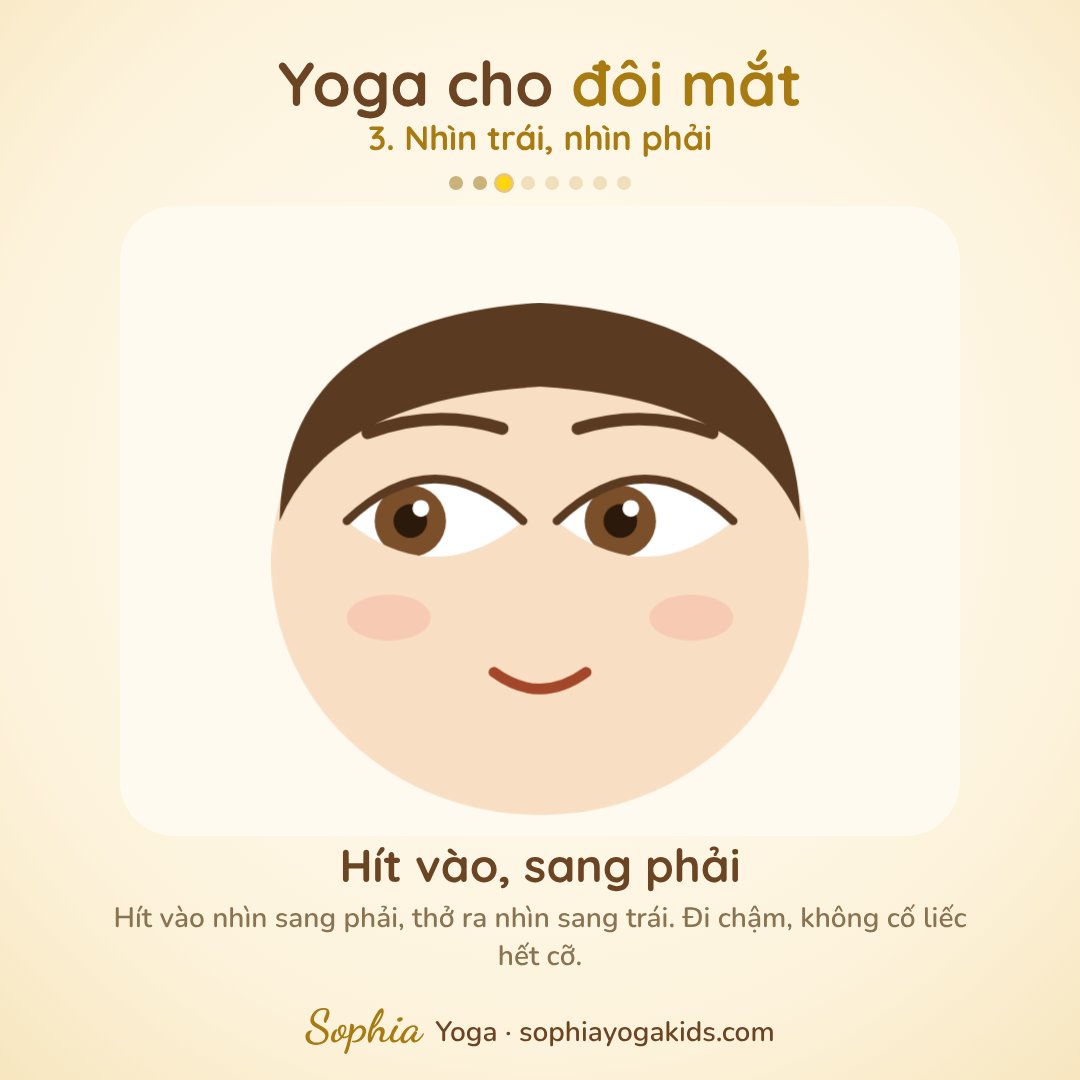 Yoga cho đôi mắt
3. Nhìn trái, nhìn phải
Hít vào, sang phải
Hít vào nhìn sang phải, thở ra nhìn sang trái. Đi chậm, không cố liếc
hết cỡ.
Sophia Yoga · sophiayogakids.com